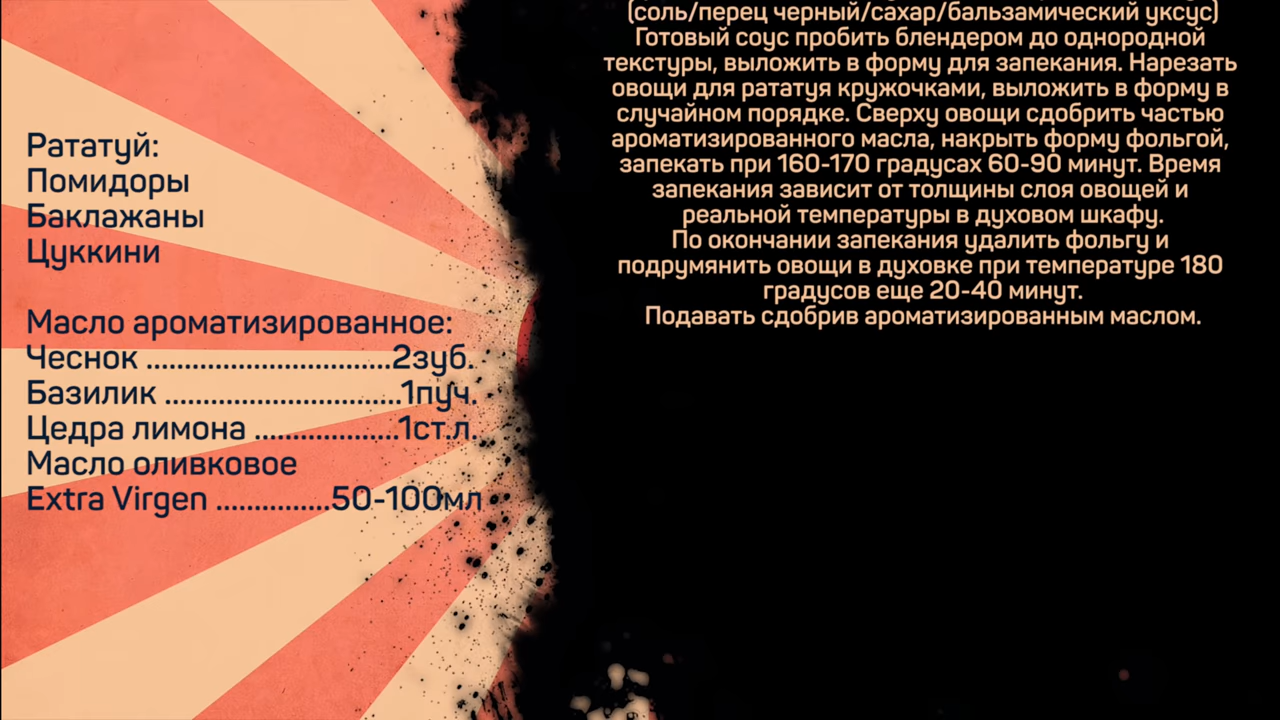 Рататуй:
Помидоры
Баклажаны
Цуккини
Масло ароматизированное:
Чеснок ................................2зуб.
Базилик ...............................1пуч.
Цедра лимона ...................1ст.л.
Масло оливковое
Extra Virgen ...............50-100мл
(соль/перец черный/сахар/бальзамический уксус)
Готовый соус пробить блендером до однородной
текстуры, выложить в форму для запекания. Нарезать
овощи для рататуя кружочками, выложить в форму в
случайном порядке. Сверху овощи сдобрить частью
ароматизированного масла, накрыть форму фольгой,
запекать при 160-170 градусах 60-90 минут. Время
запекания зависит от толщины слоя овощей и
реальной температуры в духовом шкафу.
По окончании запекания удалить фольгу и
подрумянить овощи в духовке при температуре 180
градусов еще 20-40 минут.
Подавать сдобрив ароматизированным маслом.